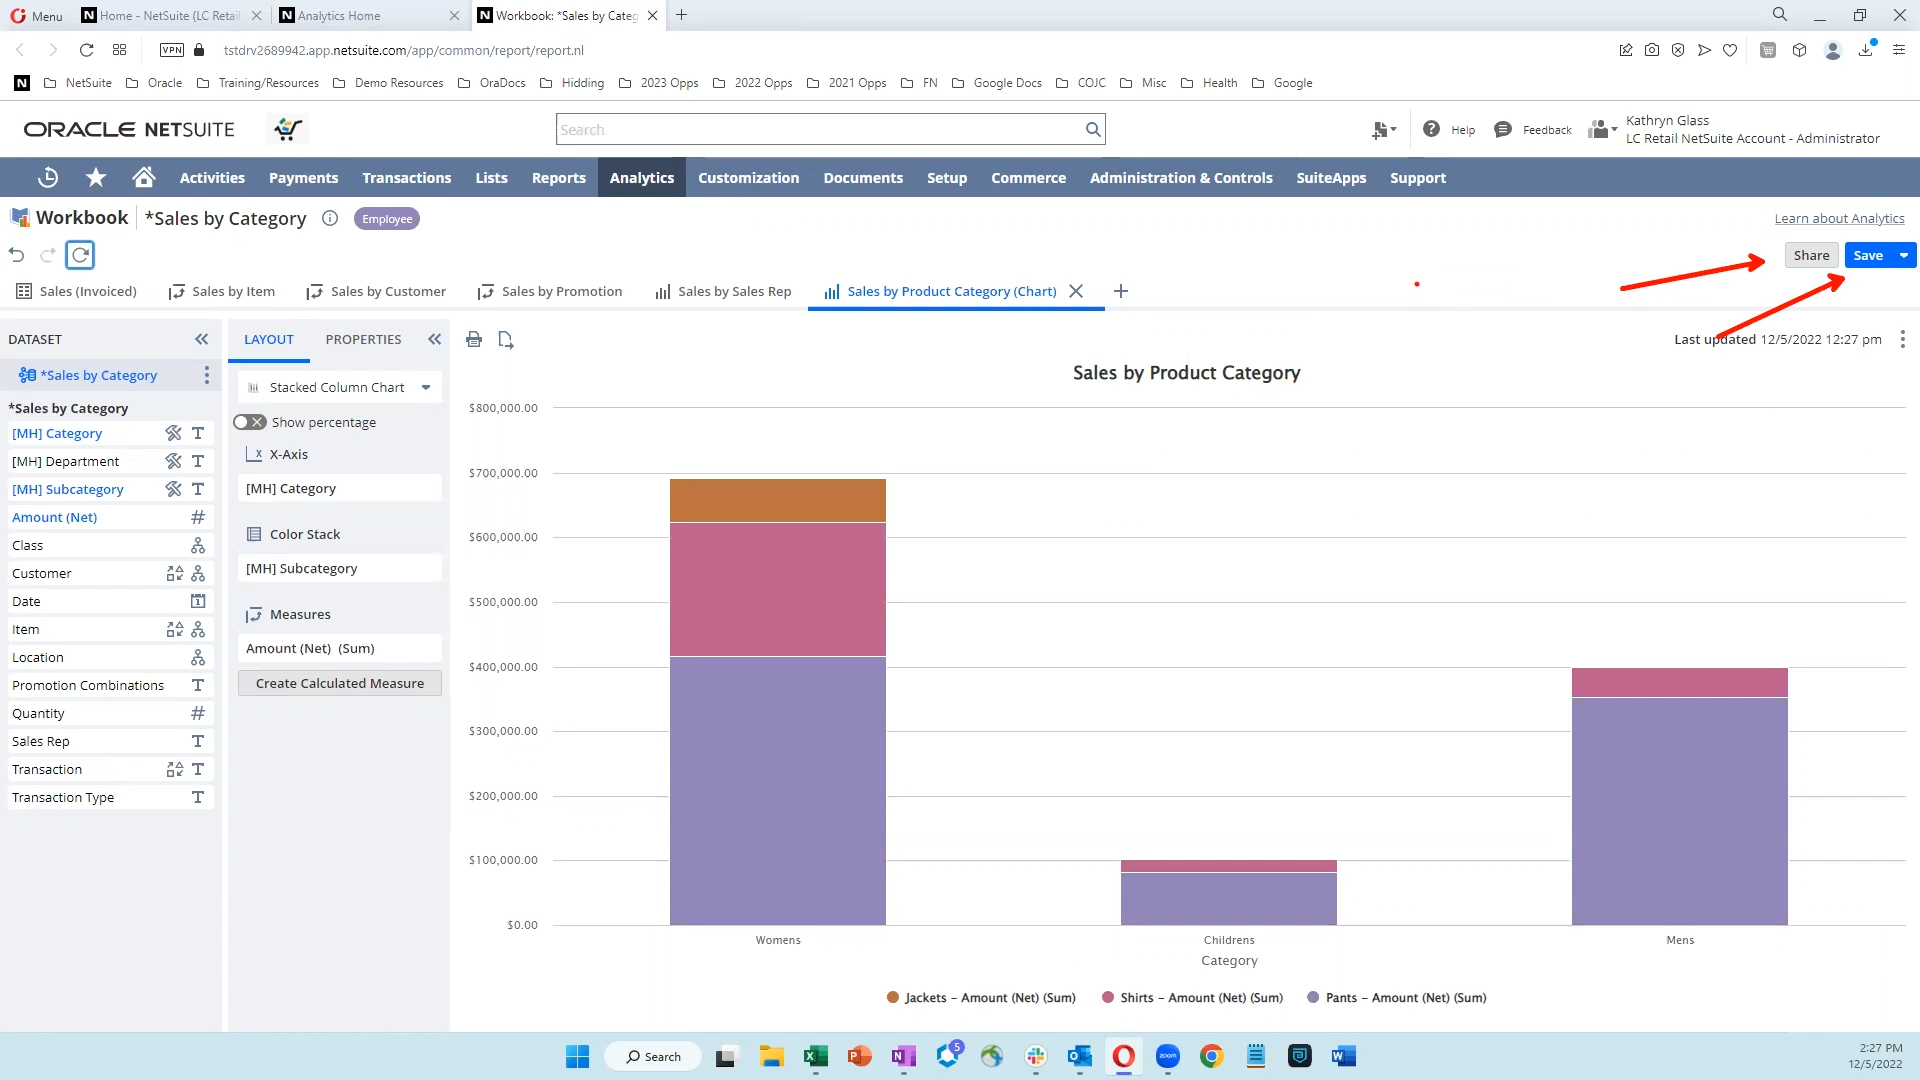 Menu
Home - NetSuite (LC Retail
Analytics Home
Workbook: *Sales by Categ
VPN
tstdrv2689942.app.netsuite.com/app/common/report/report.nl
N NetSuite Oracle Training/Resources Demo Resources OraDocs Hidding 2023 Opps 2022 Opps 2021 Opps FN Google Docs COJC Misc Health Google
ORACLE NETSUITE
Search
Help
Feedback
Kathryn Glass
LC Retail NetSuite Account - Administrator
Activities Payments Transactions Lists Reports Analytics Customization Documents Setup Commerce Administration & Controls SuiteApps Support
Workbook *Sales by Category Employee
Learn about Analytics
Share Save
Sales (Invoiced) Sales by Item Sales by Customer Sales by Promotion Sales by Sales Rep Sales by Product Category (Chart)
DATASET
*Sales by Category
*Sales by Category
[MH] Category
[MH] Department
[MH] Subcategory
Amount (Net)
Class
Customer
Date
Item
Location
Promotion Combinations
Quantity
Sales Rep
Transaction
Transaction Type
LAYOUT PROPERTIES
Stacked Column Chart
Show percentage
X-Axis
[MH] Category
Color Stack
[MH] Subcategory
Measures
Amount (Net) (Sum)
Create Calculated Measure
Last updated 12/5/2022 12:27 pm
Sales by Product Category
$800,000.00
$700,000.00
$600,000.00
$500,000.00
$400,000.00
$300,000.00
$200,000.00
$100,000.00
$0.00
Womens Childrens Mens
Category
Jackets – Amount (Net) (Sum) Shirts – Amount (Net) (Sum) Pants – Amount (Net) (Sum)
Search
5
zoom
2:27 PM
12/5/2022